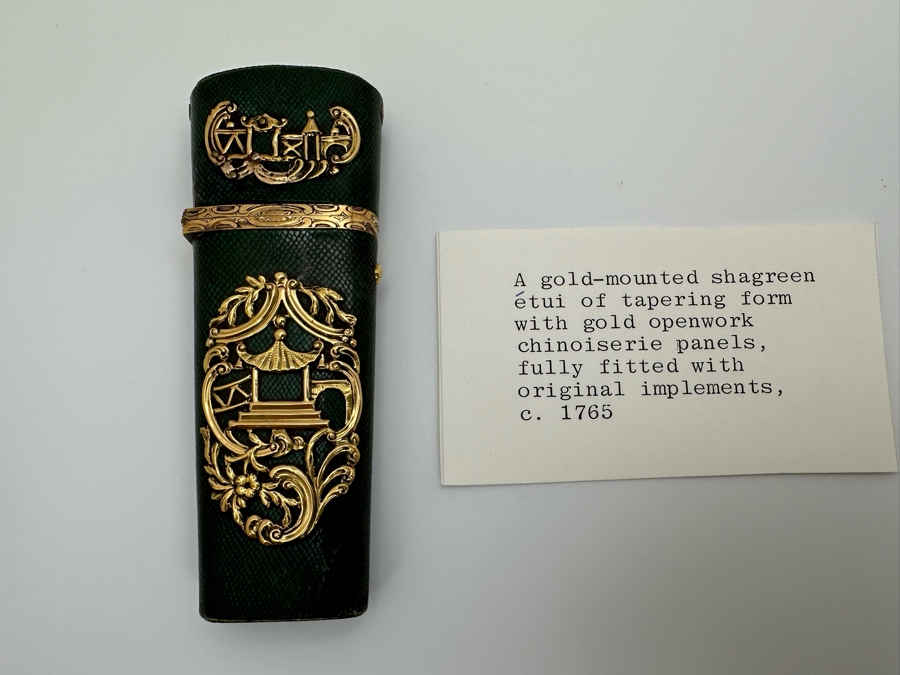 A gold-mounted shagreen
étui of tapering form
with gold openwork
chinoiserie panels,
fully fitted with
original implements,
c. 1765